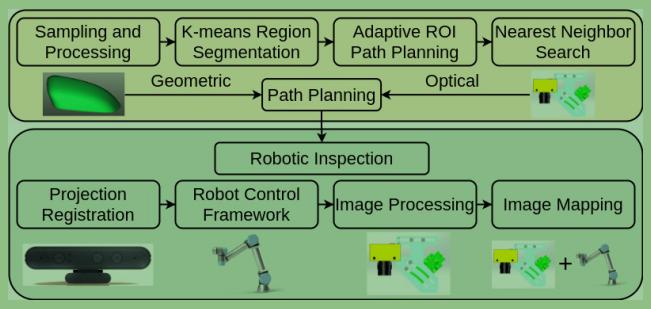 Sampling and
Processing
K-means Region
Segmentation
Adaptive ROI
Path Planning
Nearest Neighbor
Search
Geometric
Path Planning
Optical
Robotic Inspection
Projection
Registration
Robot Control
Framework
Image Processing
Image Mapping
+